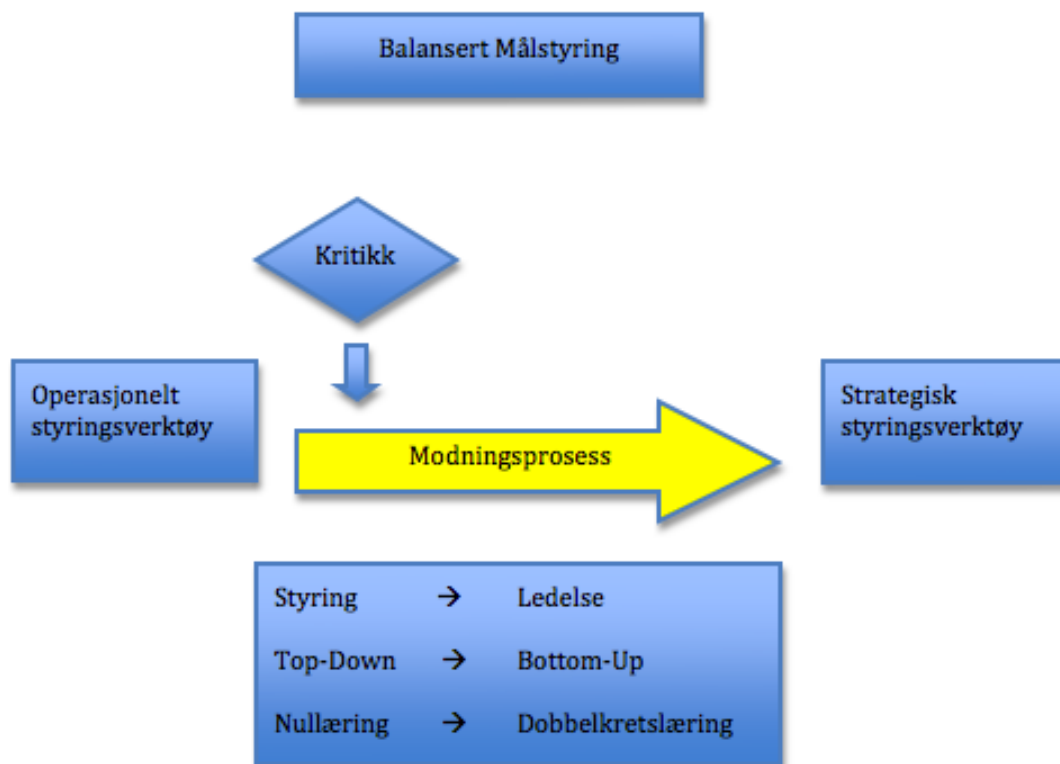 Balansert Målstyring
Kritikk
Operasjonelt
styringsverktøy
Modningsprosess
Strategisk
styringsverktøy
Styring → Ledelse
Top-Down → Bottom-Up
Nullæring → Dobbelkretslæring